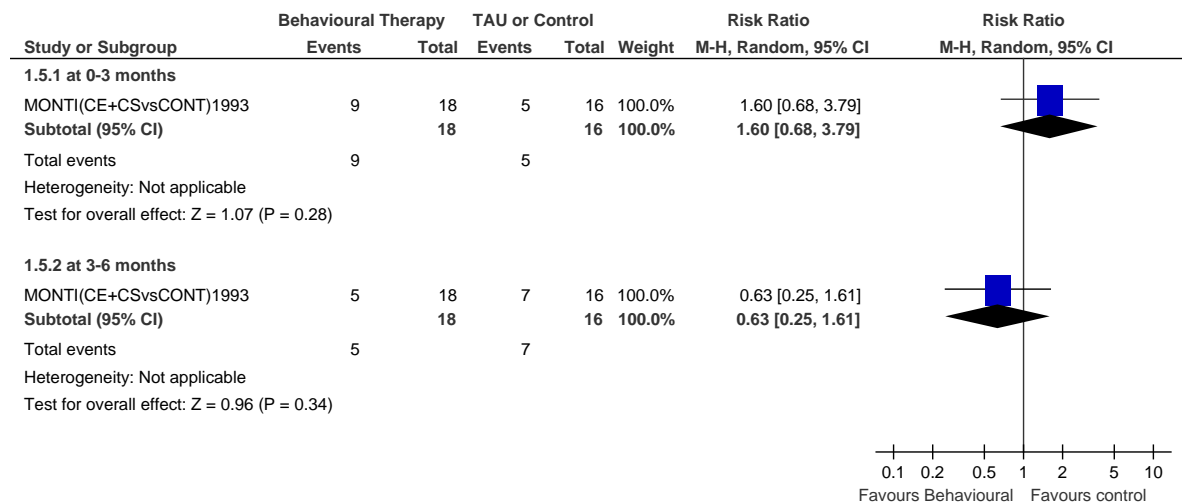 Behavioural Therapy TAU or Control Risk Ratio Risk Ratio
Study or Subgroup Events Total Events Total Weight M-H, Random, 95% CI M-H, Random, 95% CI
1.5.1 at 0-3 months
MONTI(CE+CSvsCONT)1993 9 18 5 16 100.0% 1.60 [0.68, 3.79]
Subtotal (95% CI) 18 16 100.0% 1.60 [0.68, 3.79]
Total events 9 5
Heterogeneity: Not applicable
Test for overall effect: Z = 1.07 (P = 0.28)
1.5.2 at 3-6 months
MONTI(CE+CSvsCONT)1993 5 18 7 16 100.0% 0.63 [0.25, 1.61]
Subtotal (95% CI) 18 16 100.0% 0.63 [0.25, 1.61]
Total events 5 7
Heterogeneity: Not applicable
Test for overall effect: Z = 0.96 (P = 0.34)
0.1 0.2 0.5 1 2 5 10
Favours Behavioural Favours control